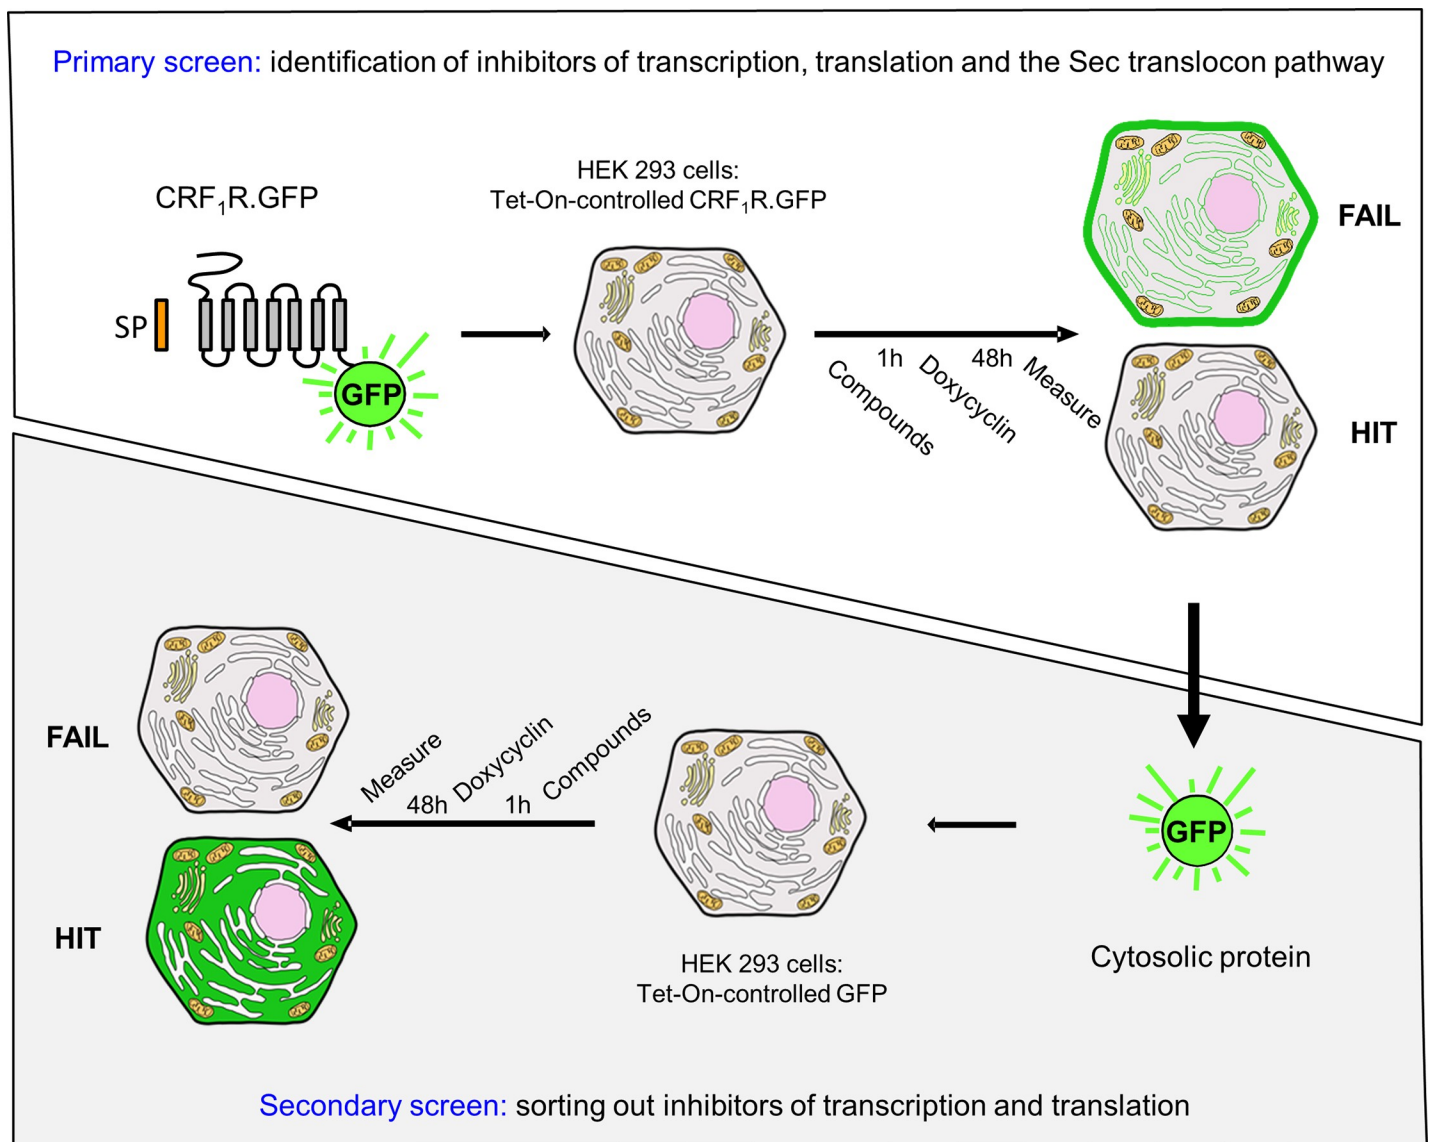 Primary screen: identification of inhibitors of transcription, translation and the Sec translocon pathway
CRF1R.GFP
SP
GFP
HEK 293 cells:
Tet-On-controlled CRF1R.GFP
Compounds
1h
Doxycyclin
48h
Measure
FAIL
HIT
GFP
Cytosolic protein
HEK 293 cells:
Tet-On-controlled GFP
Compounds
1h
Doxycyclin
48h
Measure
FAIL
HIT
Secondary screen: sorting out inhibitors of transcription and translation